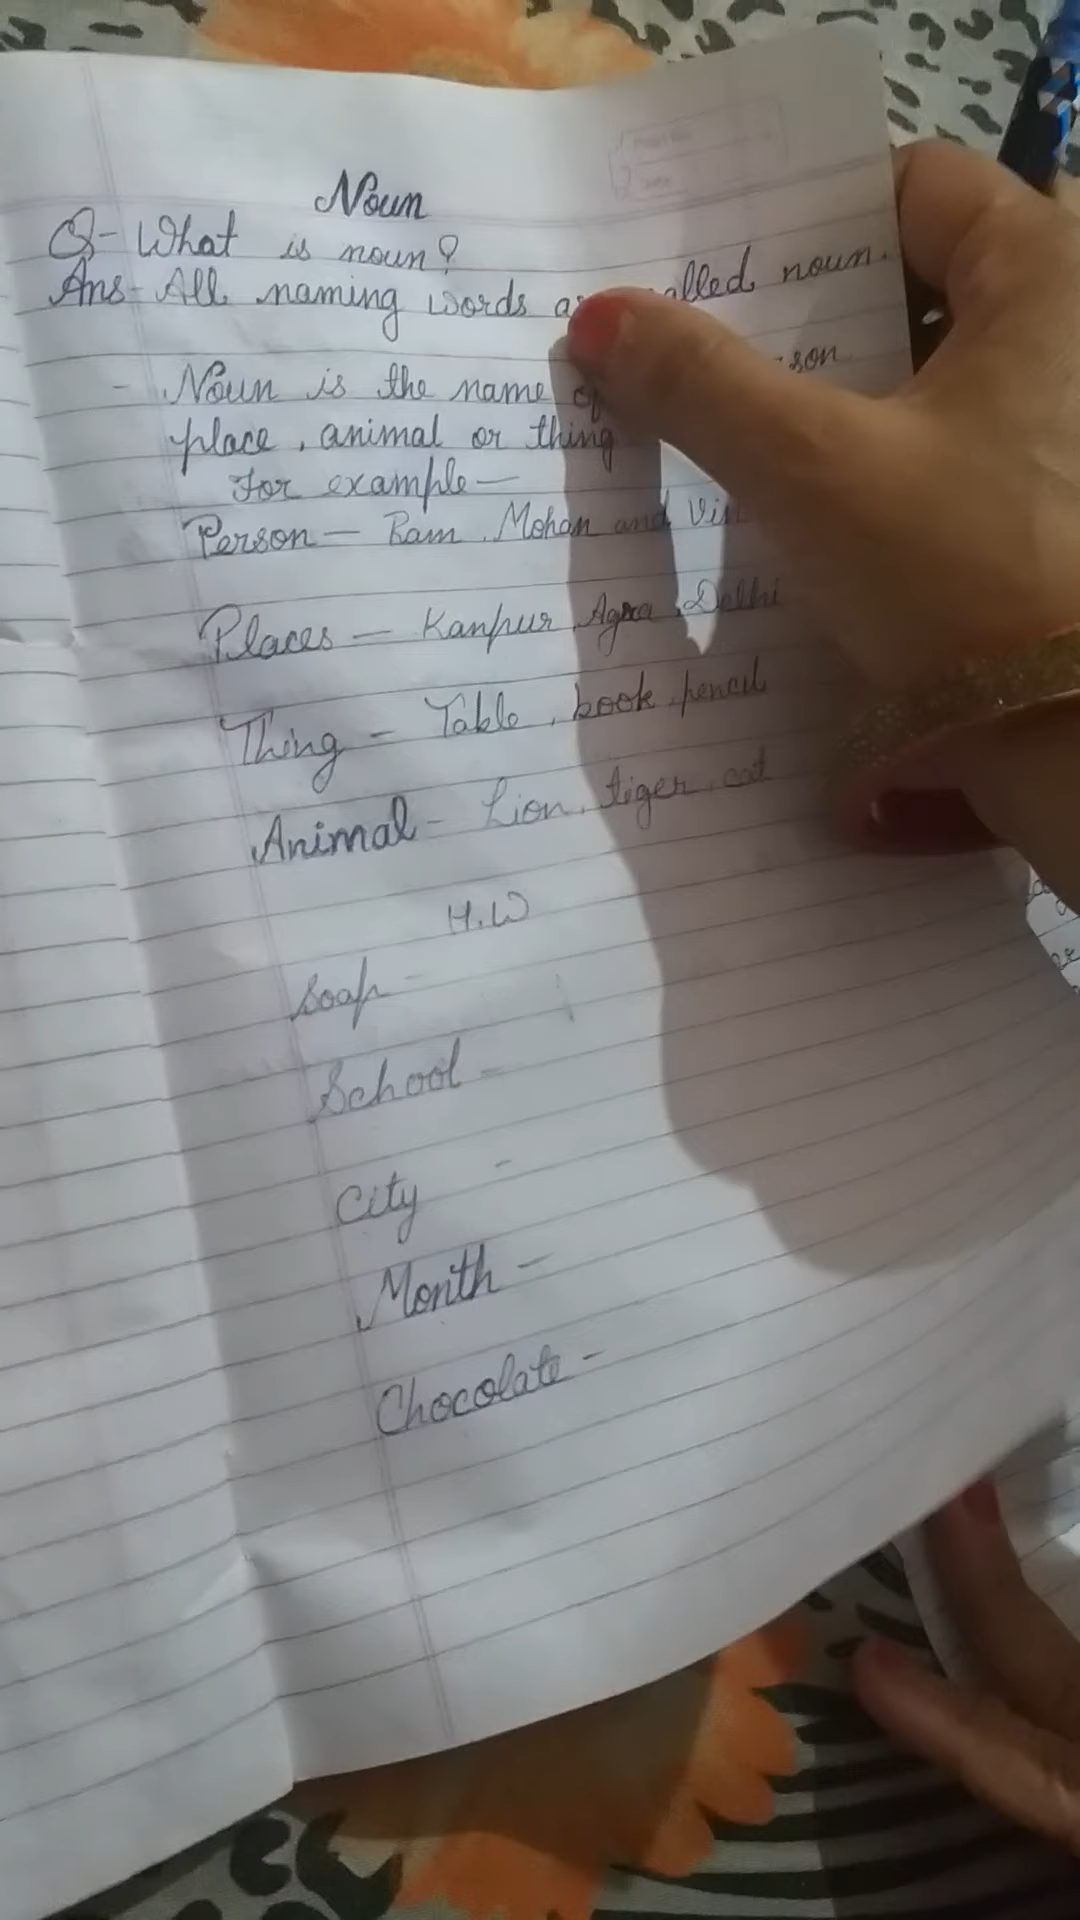 Noun
Q- What is noun?
Ans- All naming words called noun.
- Noun is the name
place, animal or thing
For example —
Person — Ram, Mohan and
Places — Kanpur, Agra, Delhi
Thing - Table, book, pencil
Animal - Lion, tiger, cat
H.W
Soap -
School -
City -
Month -
Chocolate -